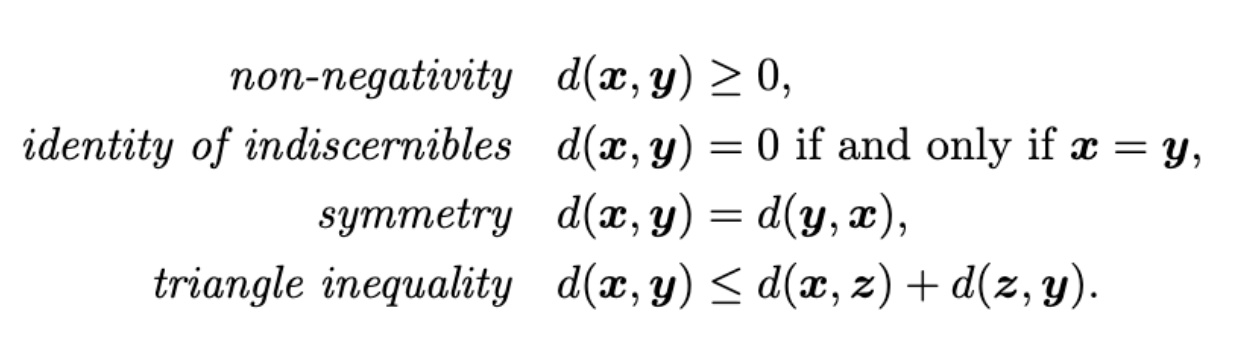 non-negativity d(x, y) ≥ 0,
identity of indiscernibles d(x, y) = 0 if and only if x = y,
symmetry d(x, y) = d(y, x),
triangle inequality d(x, y) ≤ d(x, z) + d(z, y).